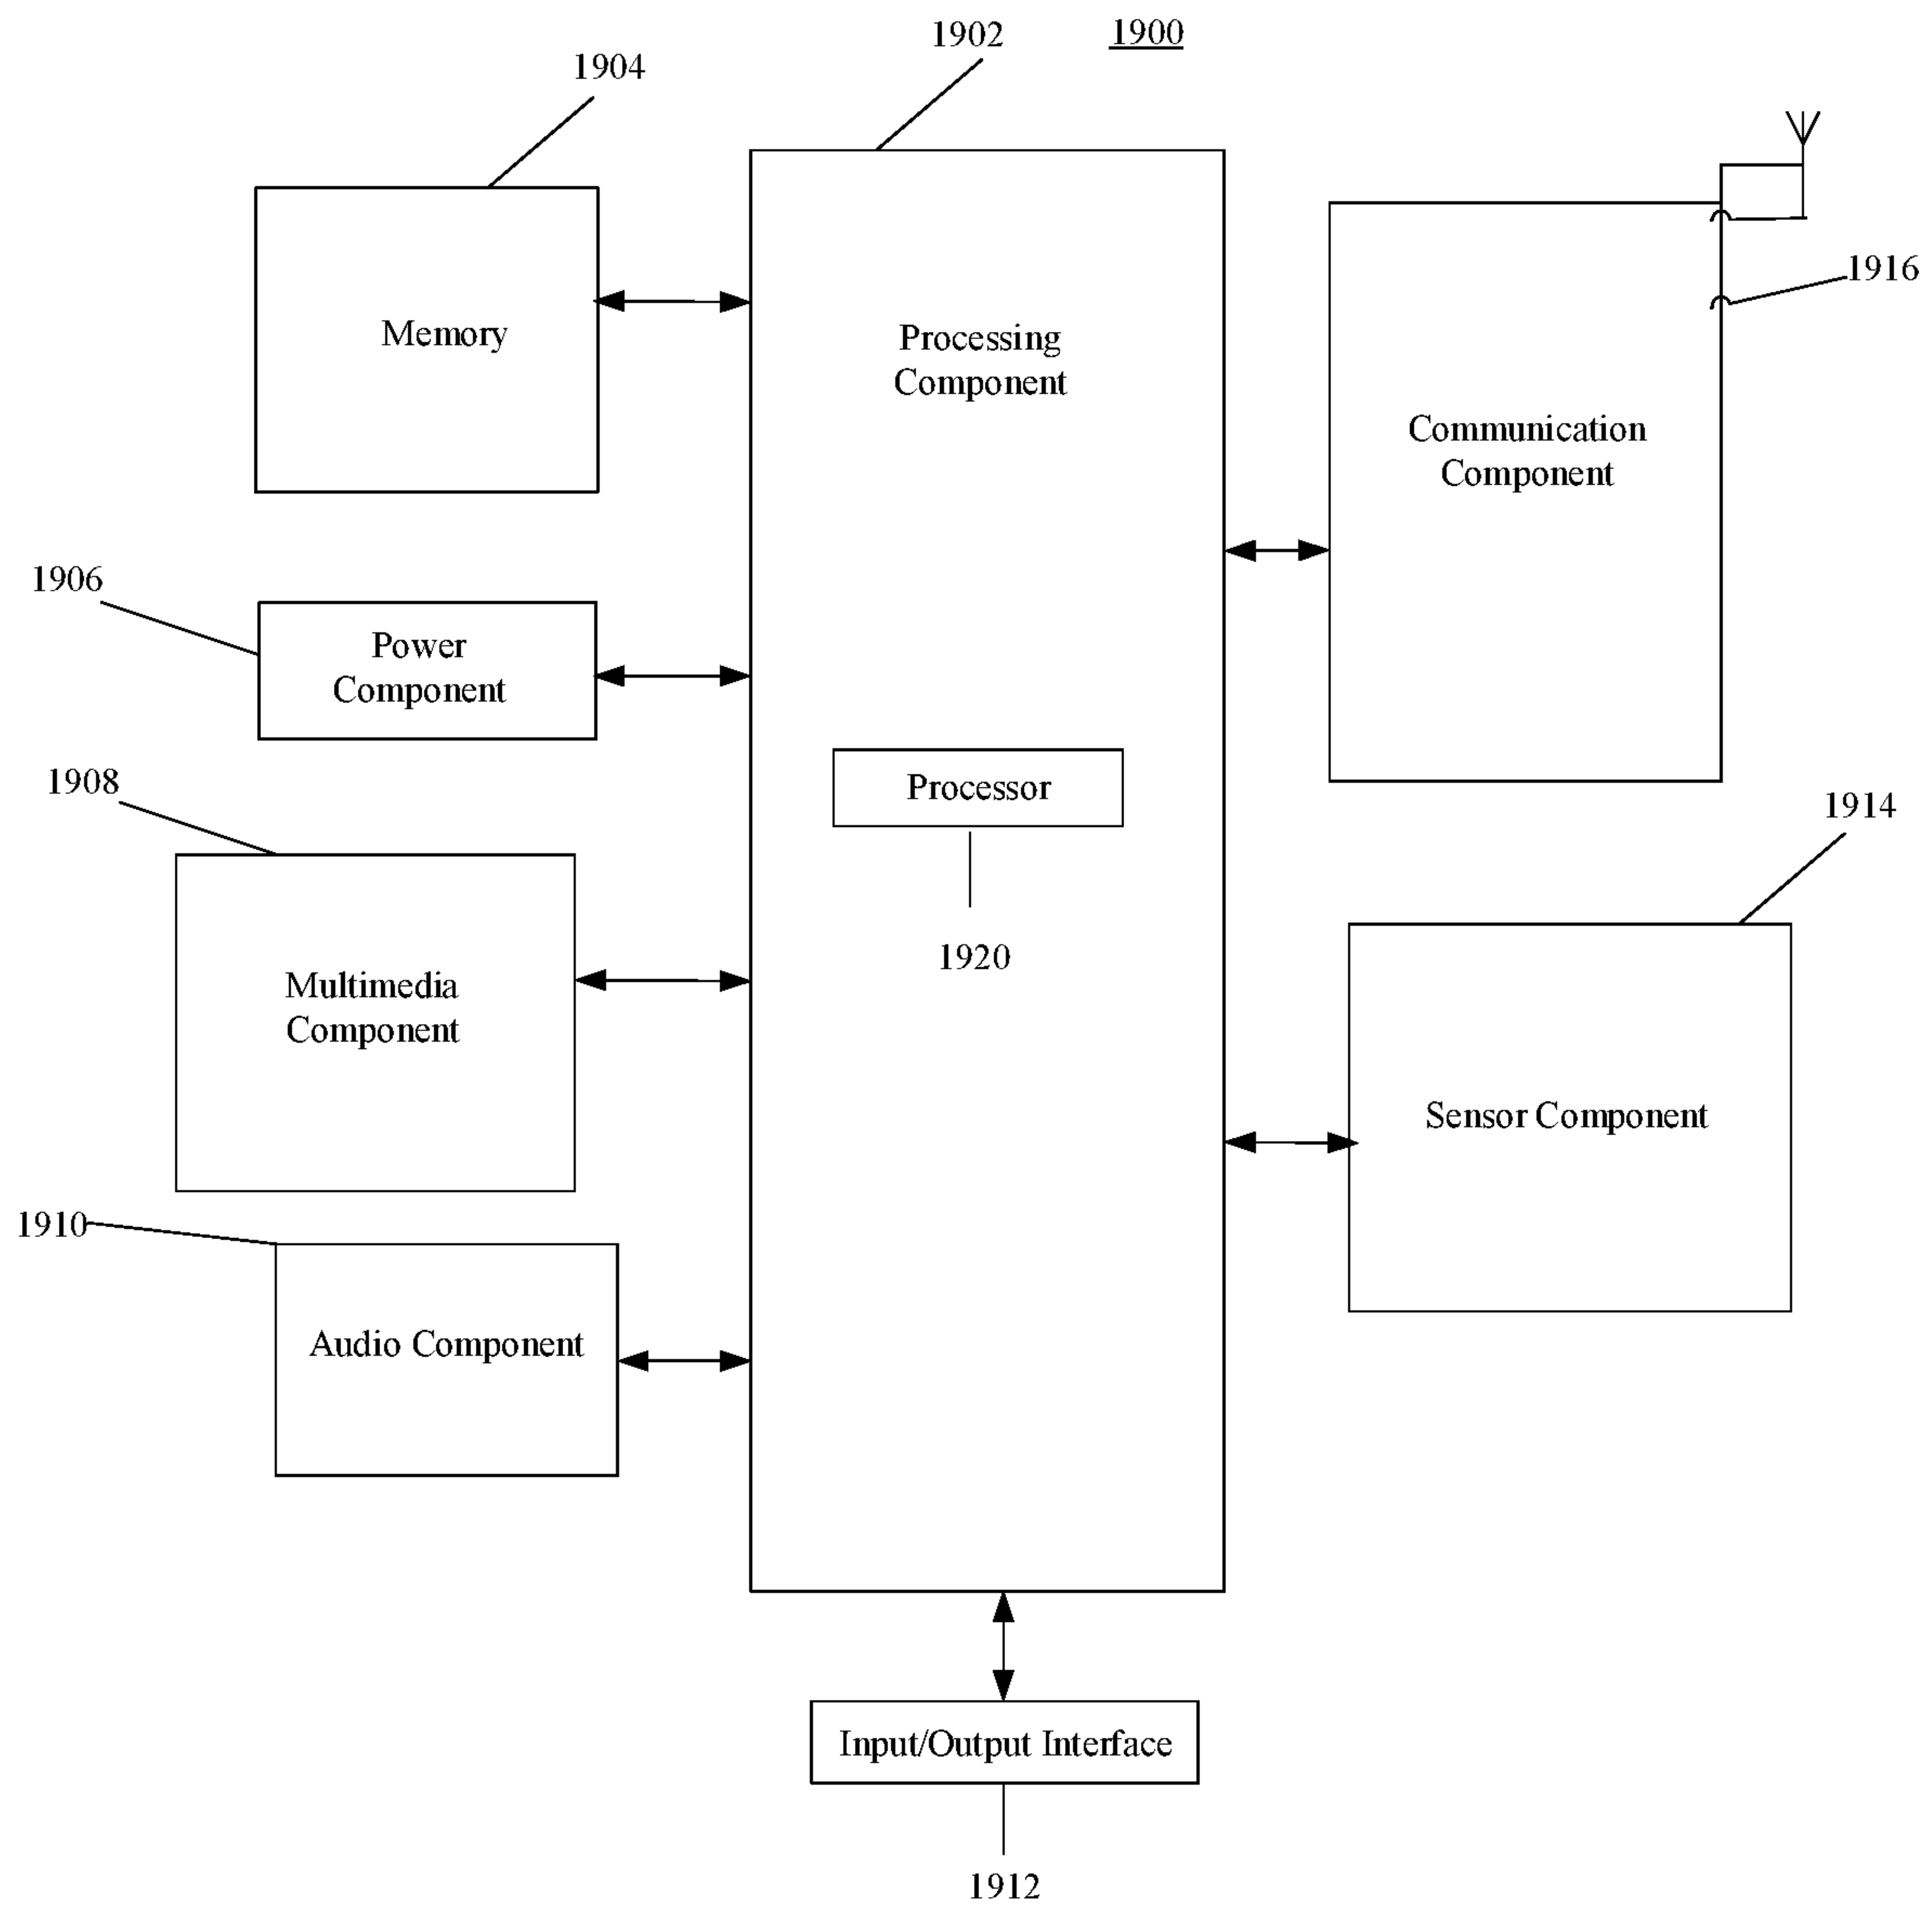 1900
1902
1904
Memory
Processing
Component
1916
Communication
Component
1906
Power
Component
1908
Processor
1914
1920
Multimedia
Component
Sensor Component
1910
Audio Component
Input/Output Interface
1912